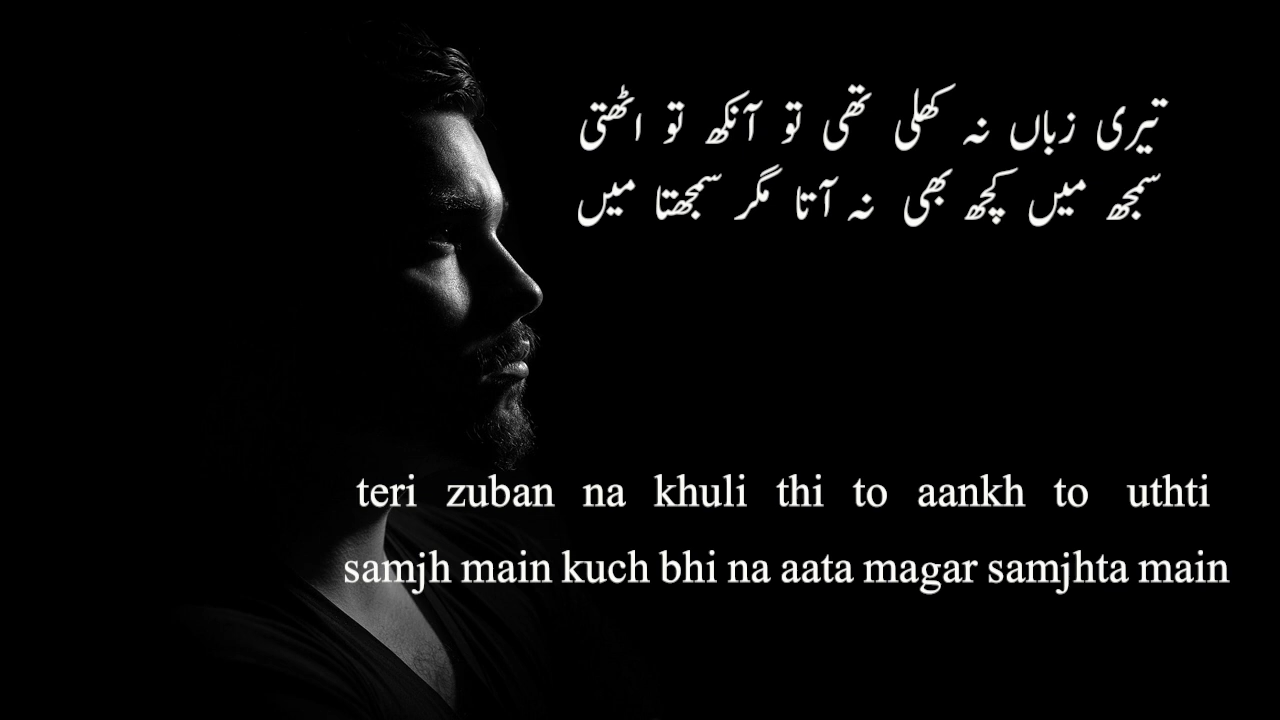 تیری زباں نہ کھلی تھی تو آنکھ تو اٹھتی
سمجھ میں کچھ بھی نہ آتا مگر سمجھتا میں
teri zuban na khuli thi to aankh to uthti
samjh main kuch bhi na aata magar samjhta main